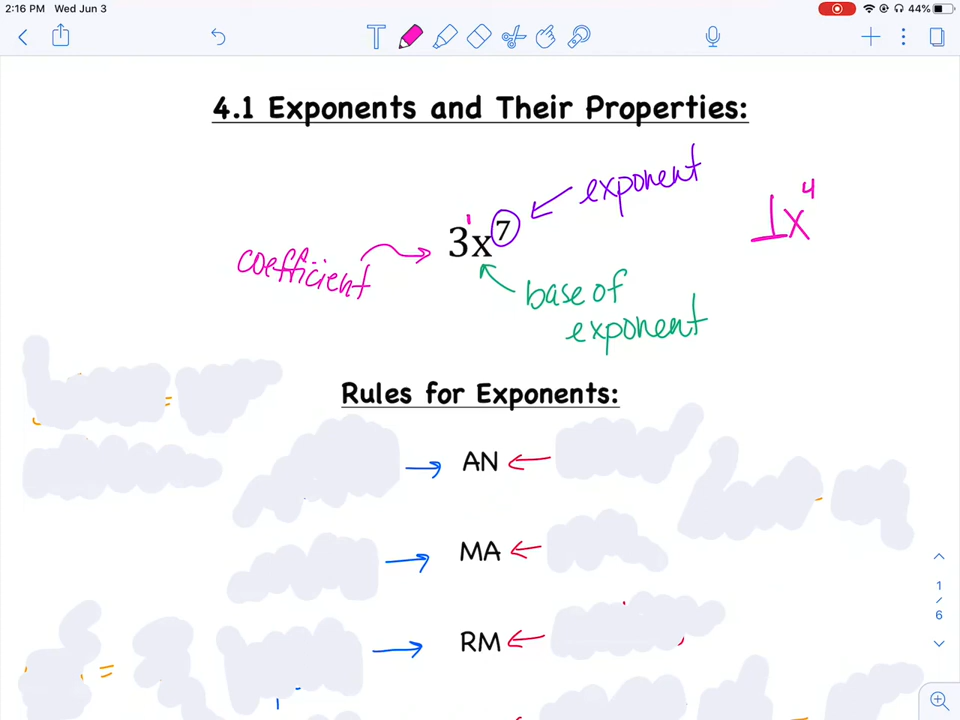 2:16 PM Wed Jun 3
44%
4.1 Exponents and Their Properties:
exponent
3x⁷
1x⁴
coefficient
base of
exponent
Rules for Exponents:
AN
MA
RM
1
/
6